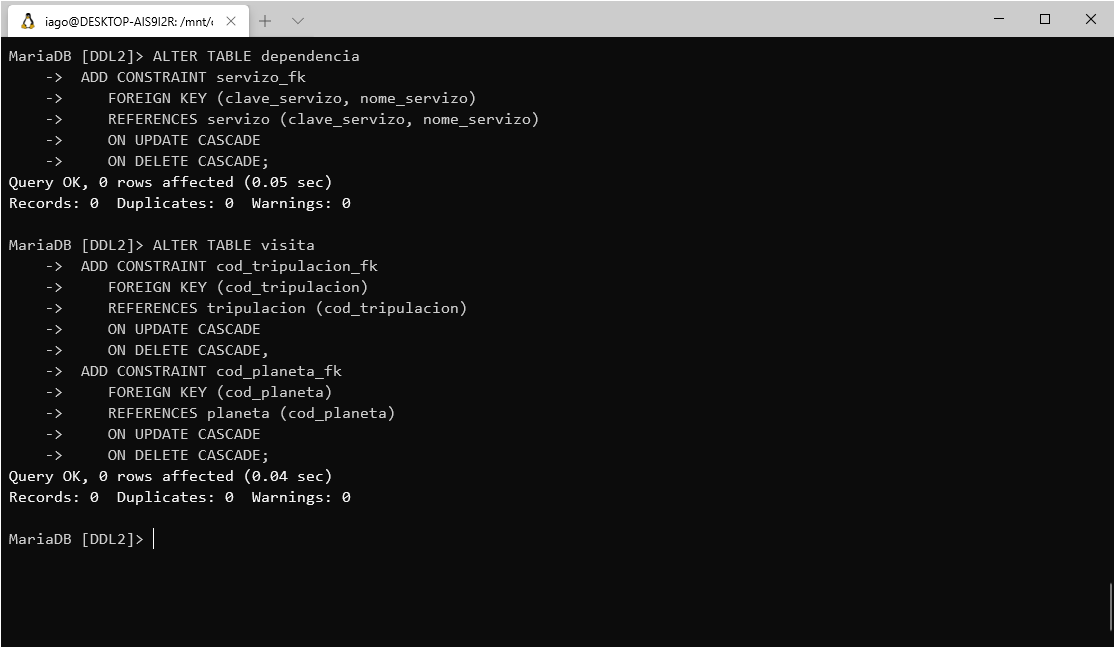 iago@DESKTOP-AIS9I2R: /mnt/
MariaDB [DDL2]> ALTER TABLE dependencia
    ->  ADD CONSTRAINT servizo_fk
    ->     FOREIGN KEY (clave_servizo, nome_servizo)
    ->     REFERENCES servizo (clave_servizo, nome_servizo)
    ->     ON UPDATE CASCADE
    ->     ON DELETE CASCADE;
Query OK, 0 rows affected (0.05 sec)
Records: 0  Duplicates: 0  Warnings: 0
MariaDB [DDL2]> ALTER TABLE visita
    ->  ADD CONSTRAINT cod_tripulacion_fk
    ->     FOREIGN KEY (cod_tripulacion)
    ->     REFERENCES tripulacion (cod_tripulacion)
    ->     ON UPDATE CASCADE
    ->     ON DELETE CASCADE,
    ->  ADD CONSTRAINT cod_planeta_fk
    ->     FOREIGN KEY (cod_planeta)
    ->     REFERENCES planeta (cod_planeta)
    ->     ON UPDATE CASCADE
    ->     ON DELETE CASCADE;
Query OK, 0 rows affected (0.04 sec)
Records: 0  Duplicates: 0  Warnings: 0
MariaDB [DDL2]>